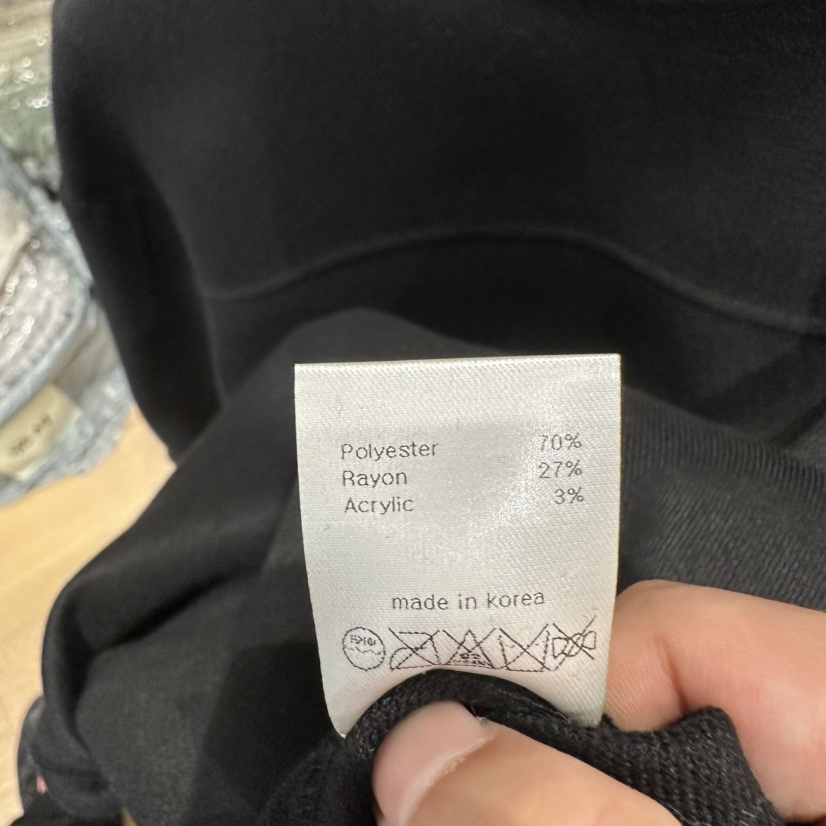 Polyester 70%
Rayon 27%
Acrylic 3%
made in korea